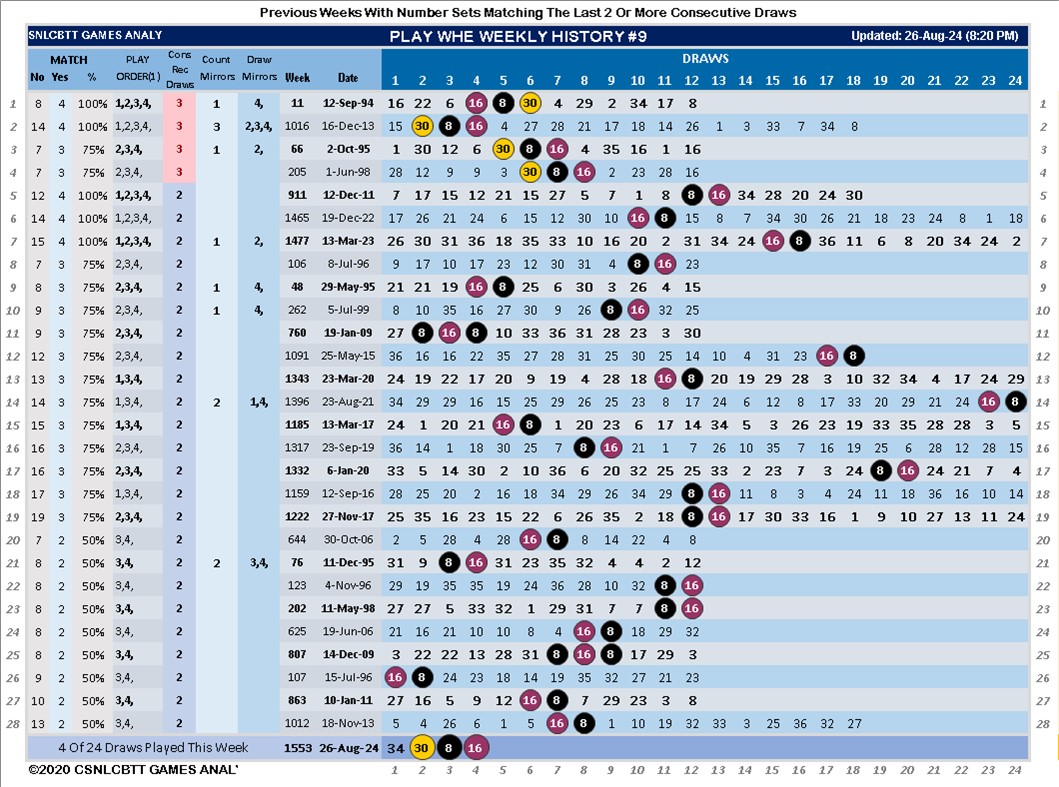 Previous Weeks With Number Sets Matching The Last 2 Or More Consecutive Draws
SNLCBTT GAMES ANALY PLAY WHE WEEKLY HISTORY #9 Updated: 26-Aug-24 (8:20 PM)
MATCH PLAY Cons Count Draw DRAWS
No Yes % ORDER(1) Rec Draws Mirrors Mirrors Week Date 1 2 3 4 5 6 7 8 9 10 11 12 13 14 15 16 17 18 19 20 21 22 23 24
1 8 4 100% 1,2,3,4, 3 1 4, 11 12-Sep-94 16 22 6 16 8 30 4 29 2 34 17 8 1
2 14 4 100% 1,2,3,4, 3 3 2,3,4, 1016 16-Dec-13 15 30 8 16 4 27 28 21 17 18 14 26 1 3 33 7 34 8 2
3 7 3 75% 2,3,4, 3 1 2, 66 2-Oct-95 1 30 12 6 30 8 16 4 35 16 1 16 3
4 7 3 75% 2,3,4, 3 205 1-Jun-98 28 12 9 9 3 30 8 16 2 23 28 16 4
5 12 4 100% 1,2,3,4, 2 911 12-Dec-11 7 17 15 12 21 15 27 5 7 1 8 8 16 34 28 20 24 30 5
6 14 4 100% 1,2,3,4, 2 1465 19-Dec-22 17 26 21 24 6 15 12 30 10 16 8 15 8 7 34 30 26 21 18 23 24 8 1 18 6
7 15 4 100% 1,2,3,4, 2 1 2, 1477 13-Mar-23 26 30 31 36 18 35 33 10 16 20 2 31 34 24 16 8 36 11 6 8 20 34 24 2 7
8 7 3 75% 2,3,4, 2 106 8-Jul-96 9 17 10 17 23 12 30 31 4 8 16 23 8
9 8 3 75% 2,3,4, 2 1 4, 48 29-May-95 21 21 19 16 8 25 6 30 3 26 4 15 9
10 9 3 75% 2,3,4, 2 1 4, 262 5-Jul-99 8 10 35 16 27 30 9 26 8 16 32 25 10
11 9 3 75% 2,3,4, 2 760 19-Jan-09 27 8 16 8 10 33 36 31 28 23 3 30 11
12 12 3 75% 2,3,4, 2 1091 25-May-15 36 16 16 22 35 27 28 31 25 30 25 14 10 4 31 23 16 8 12
13 13 3 75% 1,3,4, 2 1343 23-Mar-20 24 19 22 17 20 9 19 4 28 18 16 8 20 19 29 28 3 10 32 34 4 17 24 29 13
14 14 3 75% 1,3,4, 2 2 1,4, 1396 23-Aug-21 34 29 29 16 15 25 29 26 25 23 8 17 24 6 12 8 17 33 20 29 21 24 16 8 14
15 15 3 75% 1,3,4, 2 1185 13-Mar-17 24 1 20 21 16 8 1 20 23 6 17 14 34 5 3 26 23 19 33 35 28 28 3 5 15
16 16 3 75% 2,3,4, 2 1317 23-Sep-19 36 14 1 18 30 25 7 8 16 21 1 7 26 10 35 7 16 19 25 6 28 12 28 15 16
17 16 3 75% 2,3,4, 2 1332 6-Jan-20 33 5 14 30 2 10 36 6 20 32 25 25 33 2 23 7 3 24 8 16 24 21 7 4 17
18 17 3 75% 1,3,4, 2 1159 12-Sep-16 28 25 20 2 16 18 34 29 26 34 29 8 16 11 8 3 4 24 11 18 36 16 10 14 18
19 19 3 75% 2,3,4, 2 1222 27-Nov-17 25 35 16 23 15 22 6 26 35 2 18 8 16 17 30 33 16 1 9 10 27 13 11 24 19
20 7 2 50% 3,4, 2 644 30-Oct-06 2 5 28 4 28 16 8 8 14 22 4 8 20
21 8 2 50% 3,4, 2 2 3,4, 76 11-Dec-95 31 9 8 16 31 23 35 32 4 4 2 12 21
22 8 2 50% 3,4, 2 123 4-Nov-96 29 19 35 35 19 24 36 28 10 32 8 16 22
23 8 2 50% 3,4, 2 202 11-May-98 27 27 5 33 32 1 29 31 7 7 8 16 23
24 8 2 50% 3,4, 2 625 19-Jun-06 21 16 21 10 10 8 4 16 8 18 29 32 24
25 8 2 50% 3,4, 2 807 14-Dec-09 3 22 22 13 28 31 8 16 8 17 29 3 25
26 9 2 50% 3,4, 2 107 15-Jul-96 16 8 24 23 18 14 19 35 32 27 21 23 26
27 10 2 50% 3,4, 2 863 10-Jan-11 27 16 5 9 12 16 8 7 29 23 3 8 27
28 13 2 50% 3,4, 2 1012 18-Nov-13 5 4 26 6 1 5 16 8 1 10 19 32 33 3 25 36 32 27 28
4 Of 24 Draws Played This Week 1553 26-Aug-24 34 30 8 16
©2020 CSNLCBTT GAMES ANAL' 1 2 3 4 5 6 7 8 9 10 11 12 13 14 15 16 17 18 19 20 21 22 23 24